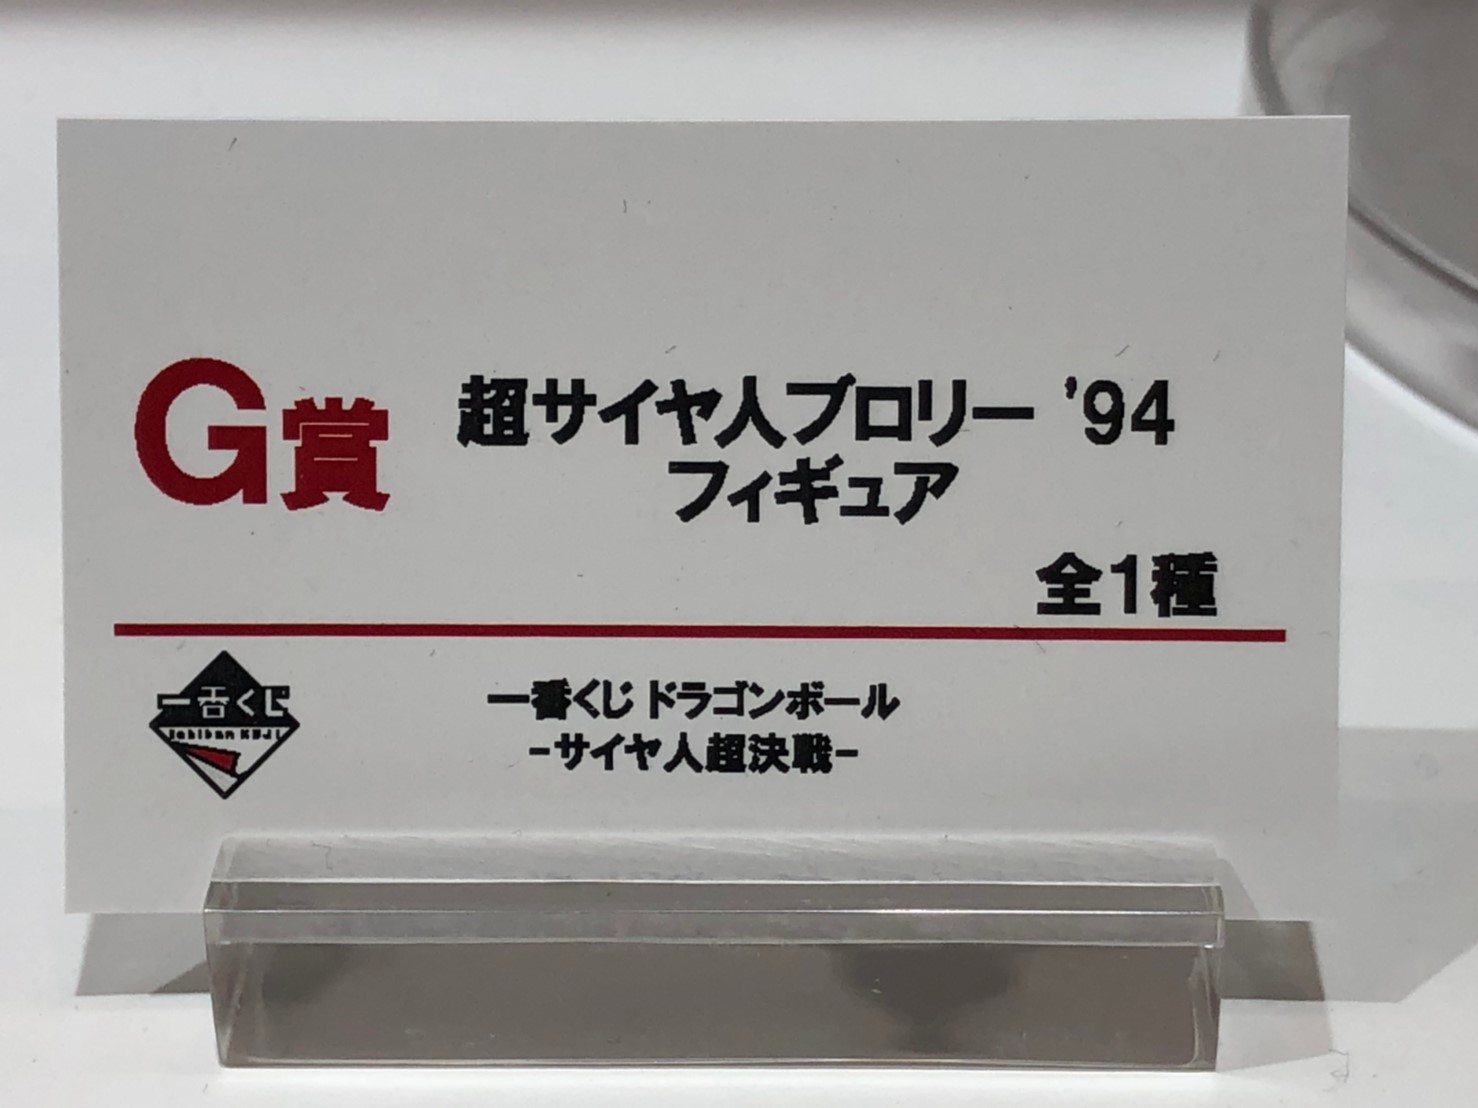 G賞
超サイヤ人ブロリー '94
フィギュア
全1種
一番くじ
Ichiban KUJI
一番くじ ドラゴンボール
-サイヤ人超決戦-